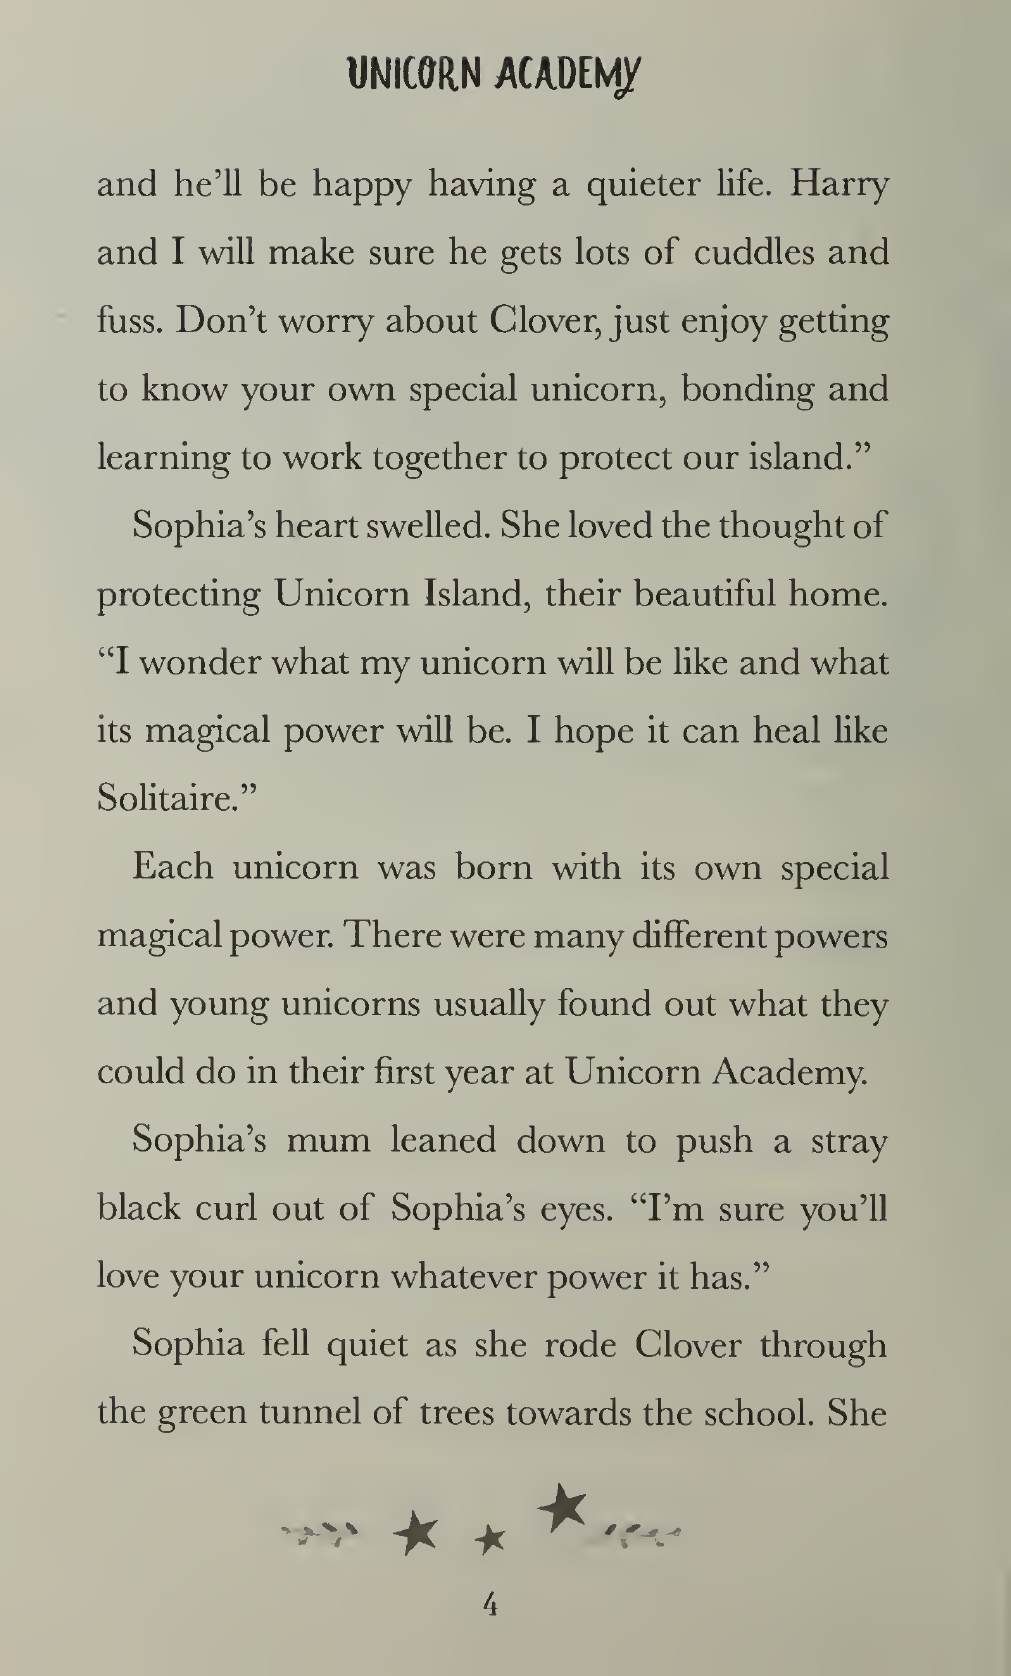 UNICORN ACADEMY
and he’ll be happy having a quieter life. Harry
and I will make sure he gets lots of cuddles and
fuss. Don’t worry about Clover, just enjoy getting
to know your own special unicorn, bonding and
learning to work together to protect our island.”
Sophia’s heart swelled. She loved the thought of
protecting Unicorn Island, their beautiful home.
“I wonder what my unicorn will be like and what
its magical power will be. I hope it can heal like
Solitaire.”
Each unicorn was born with its own special
magical power. There were many different powers
and young unicorns usually found out what they
could do in their first year at Unicorn Academy.
Sophia’s mum leaned down to push a stray
black curl out of Sophia’s eyes. “I’m sure you’ll
love your unicorn whatever power it has.”
Sophia fell quiet as she rode Clover through
the green tunnel of trees towards the school. She
4